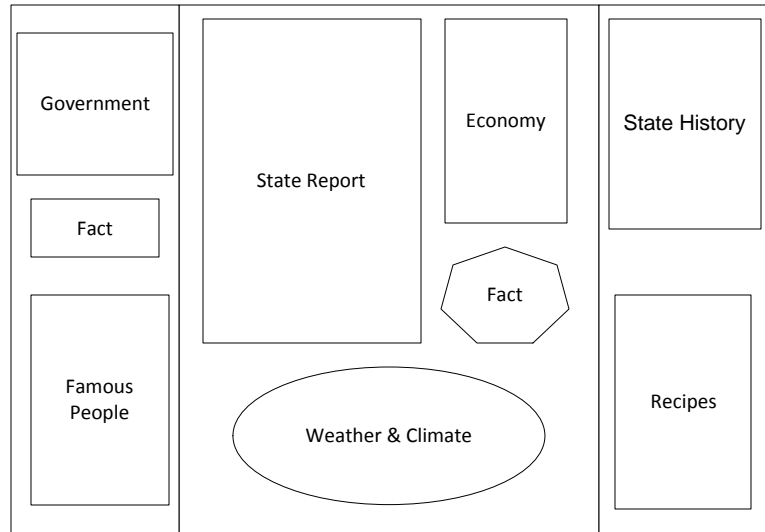 Government
Fact
Famous
People
State Report
Economy
Fact
Weather & Climate
State History
Recipes